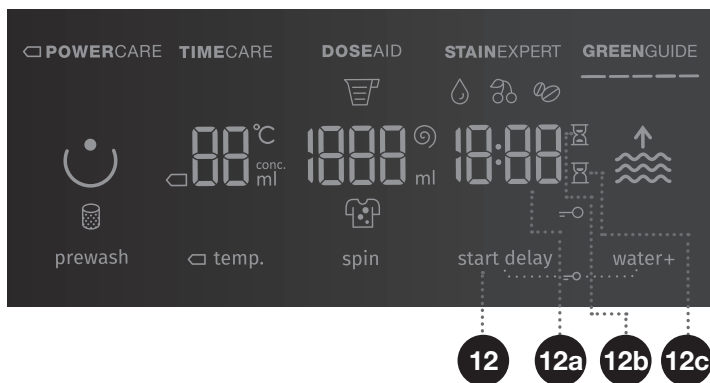 POWERCARE TIMECARE DOSEAID STAINEXPERT GREENGUIDE
88 °C conc. ml 1888 ml 18:88
prewash temp. spin start delay water+
12 12a 12b 12c